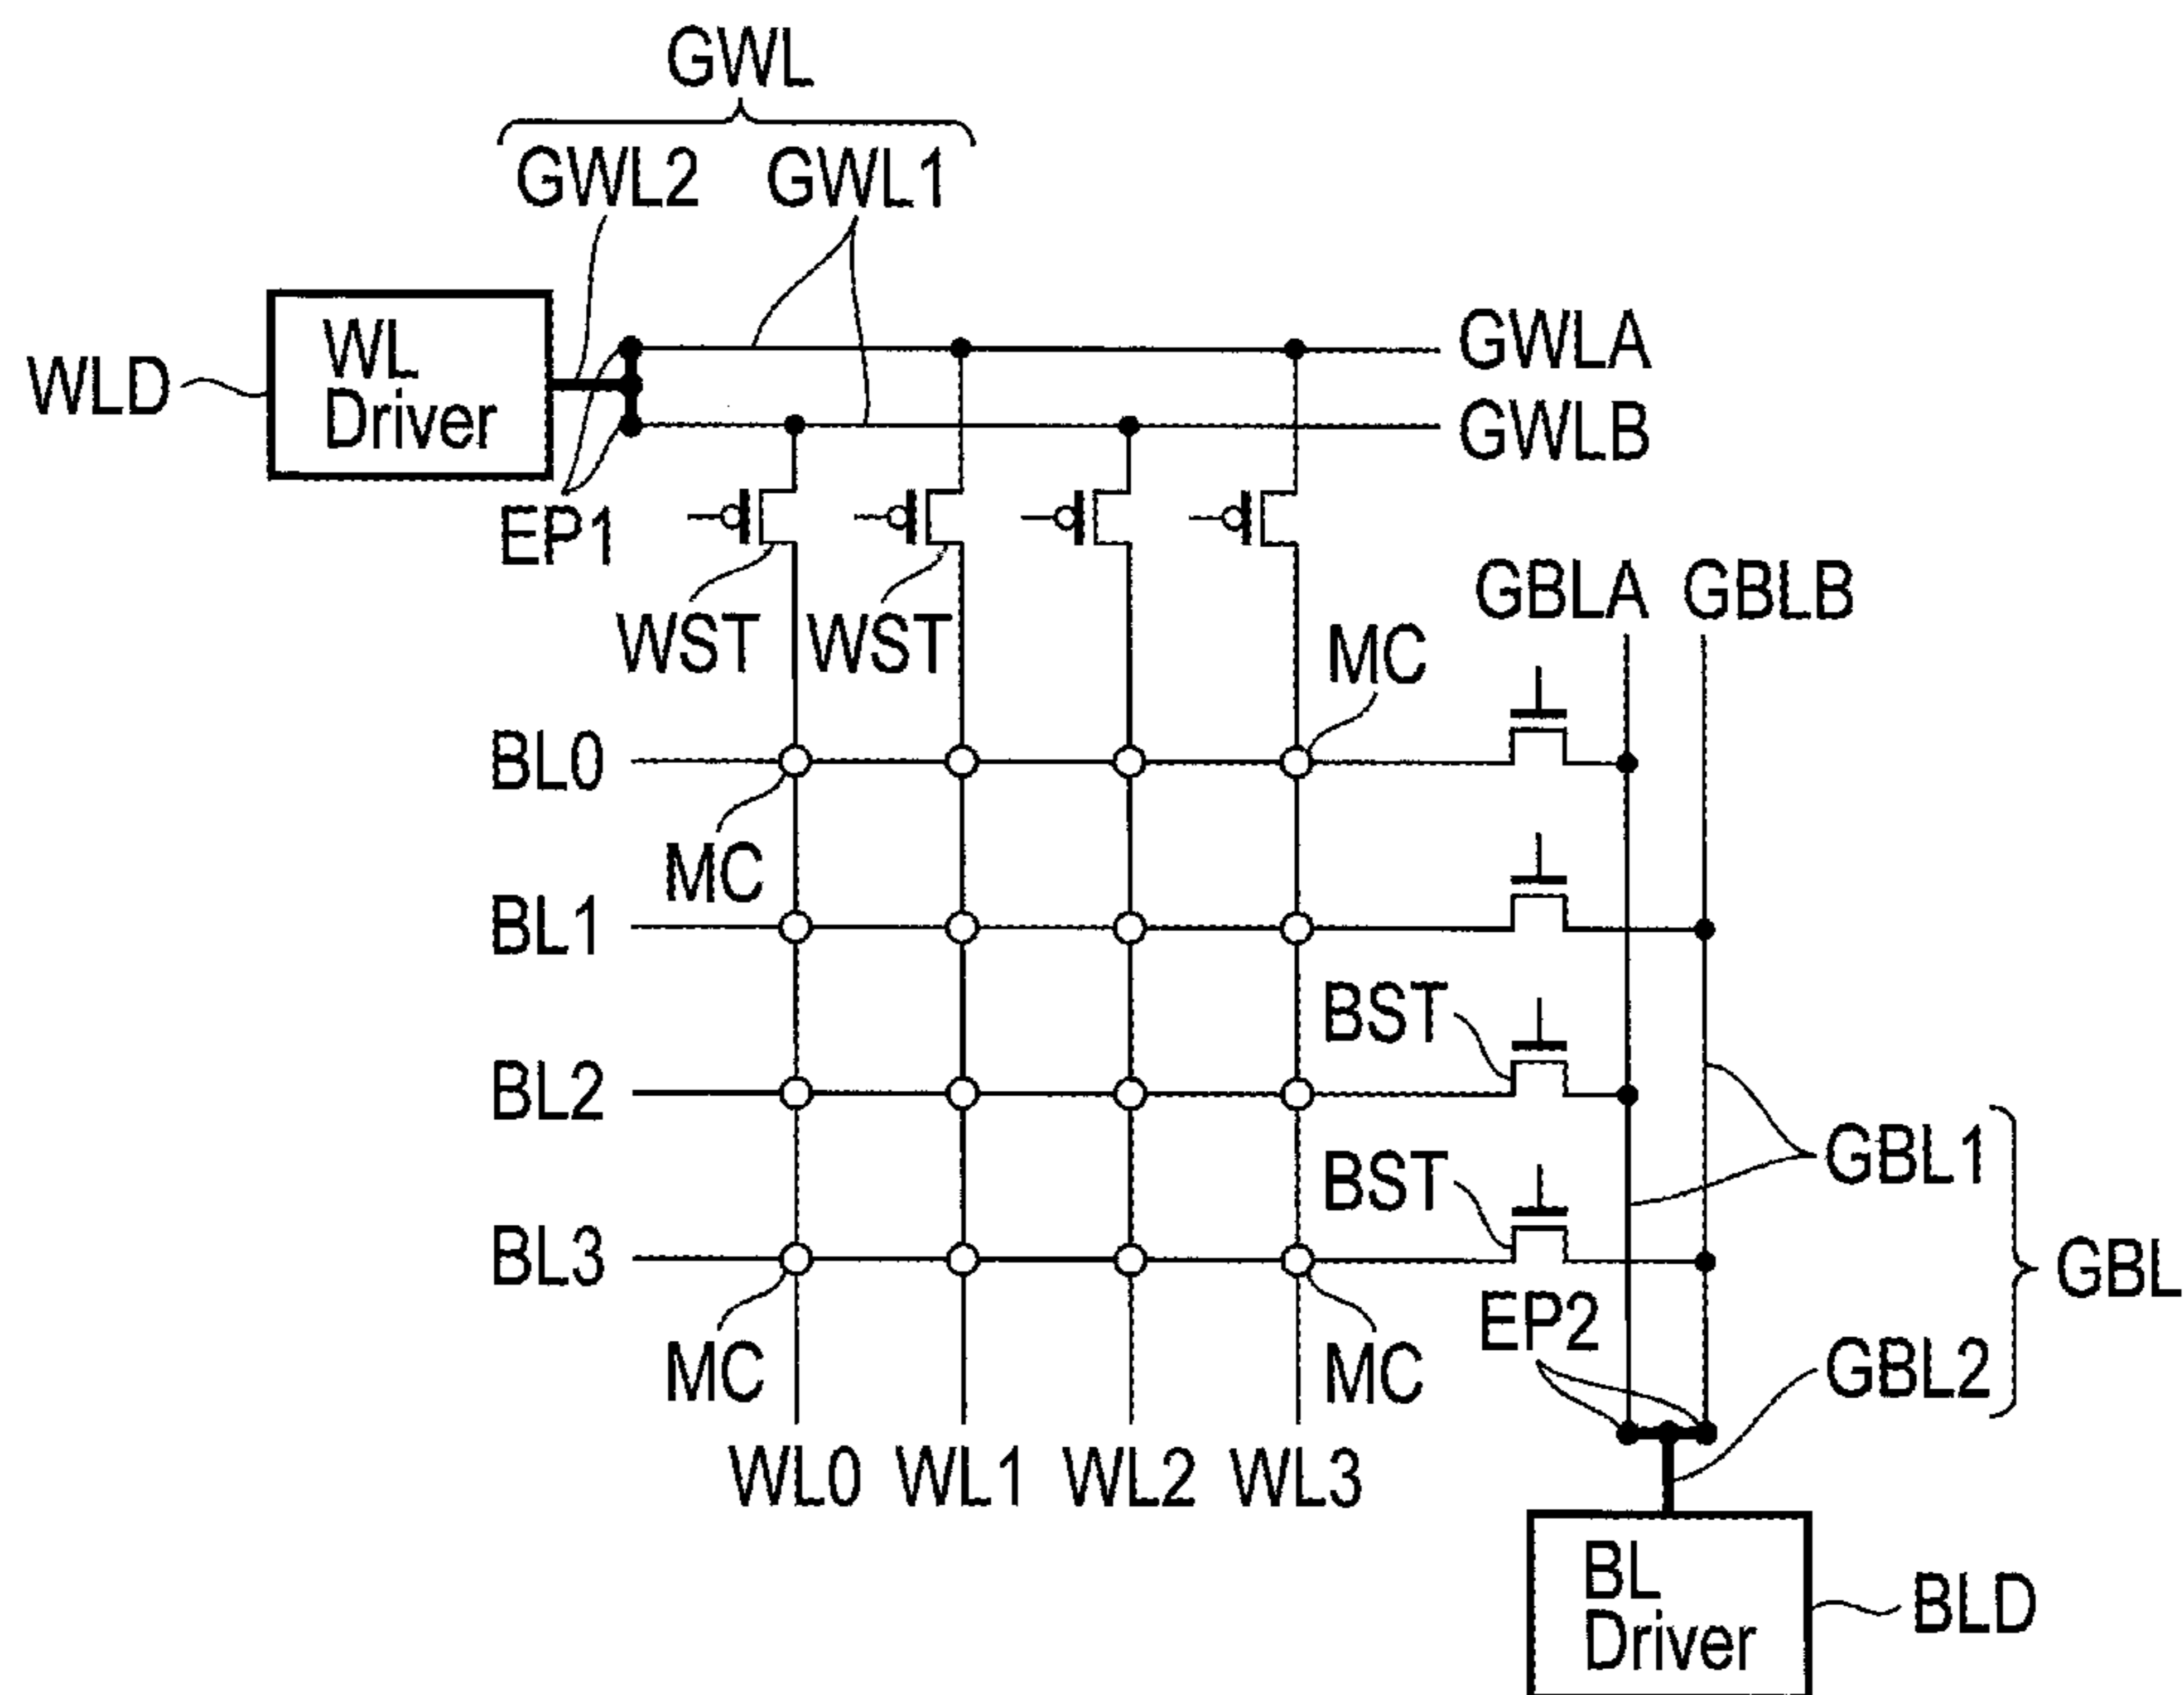 GWL
GWL2 GWL1
WLD
WL
Driver
GWLA
GWLB
EP1
WST WST
GBLA GBLB
MC
BL0
MC
BL1
BST
BL2
GBL1
BST
BL3
GBL
EP2
MC
MC
GBL2
WL0 WL1 WL2 WL3
BL
Driver
BLD